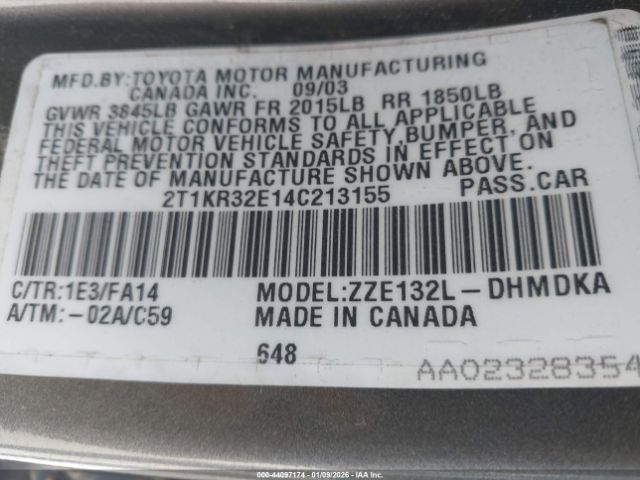 MFD.BY:TOYOTA MOTOR MANUFACTURING
CANADA INC. 09/03
GVWR 3845LB GAWR FR 2015LB RR 1850LB
THIS VEHICLE CONFORMS TO ALL APPLICABLE
FEDERAL MOTOR VEHICLE SAFETY,BUMPER, AND
THEFT PREVENTION STANDARDS IN EFFECT ON
THE DATE OF MANUFACTURE SHOWN ABOVE.
2T1KR32E14C213155 PASS.CAR
C/TR:1E3/FA14 MODEL:ZZE132L-DHMDKA
A/TM:-02A/C59 MADE IN CANADA
648 AA02328354
000-44097174 | 01/09/2026 - IAA Inc.